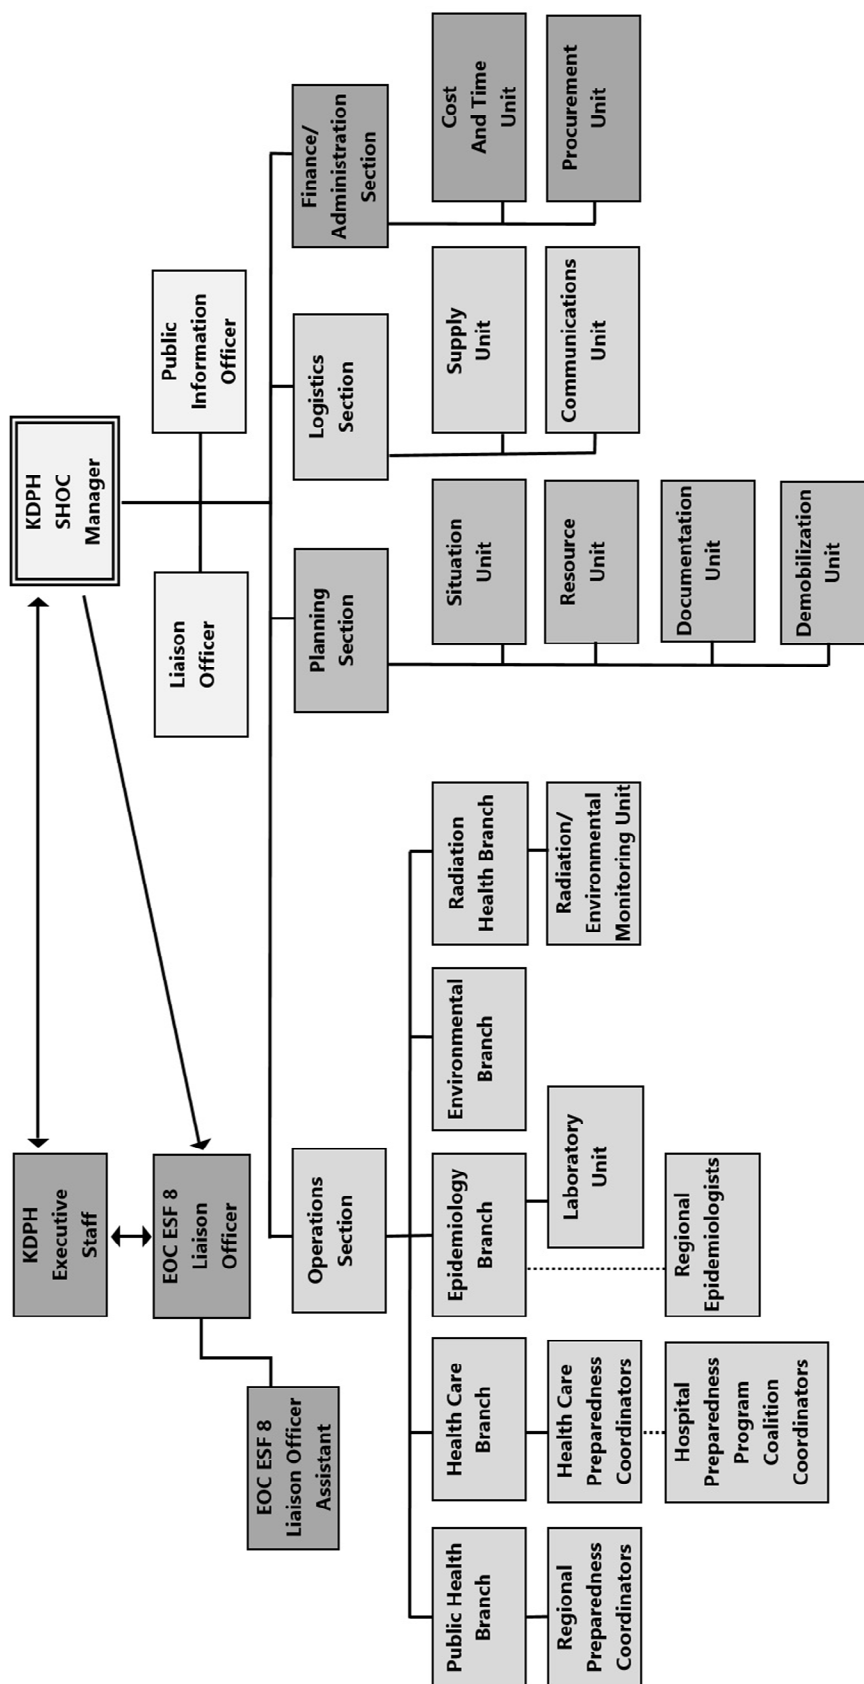 KDPH
Executive
Staff
KDPH
SHOC
Manager
EOC ESF 8
Liaison
Officer
Liaison
Officer
Public
Information
Officer
EOC ESF 8
Liaison Officer
Assistant
Operations
Section
Planning
Section
Logistics
Section
Finance/
Administration
Section
Public Health
Branch
Health Care
Branch
Epidemiology
Branch
Environmental
Branch
Radiation
Health Branch
Situation
Unit
Supply
Unit
Cost
And Time
Unit
Regional
Preparedness
Coordinators
Health Care
Preparedness
Coordinators
Laboratory
Unit
Radiation/
Environmental
Monitoring Unit
Resource
Unit
Communications
Unit
Procurement
Unit
Hospital
Preparedness
Program
Coalition
Coordinators
Regional
Epidemiologists
Documentation
Unit
Demobilization
Unit